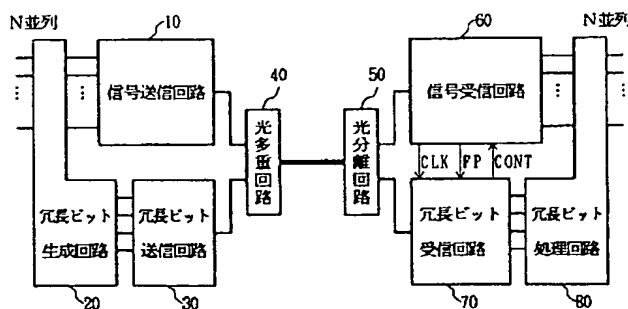 N並列
10
信号送信回路
40
光多重回路
冗長ビット
生成回路
20
冗長ビット
送信回路
30
50
光分離回路
60
信号受信回路
N並列
CLK
FP
CONT
冗長ビット
受信回路
70
冗長ビット
処理回路
80